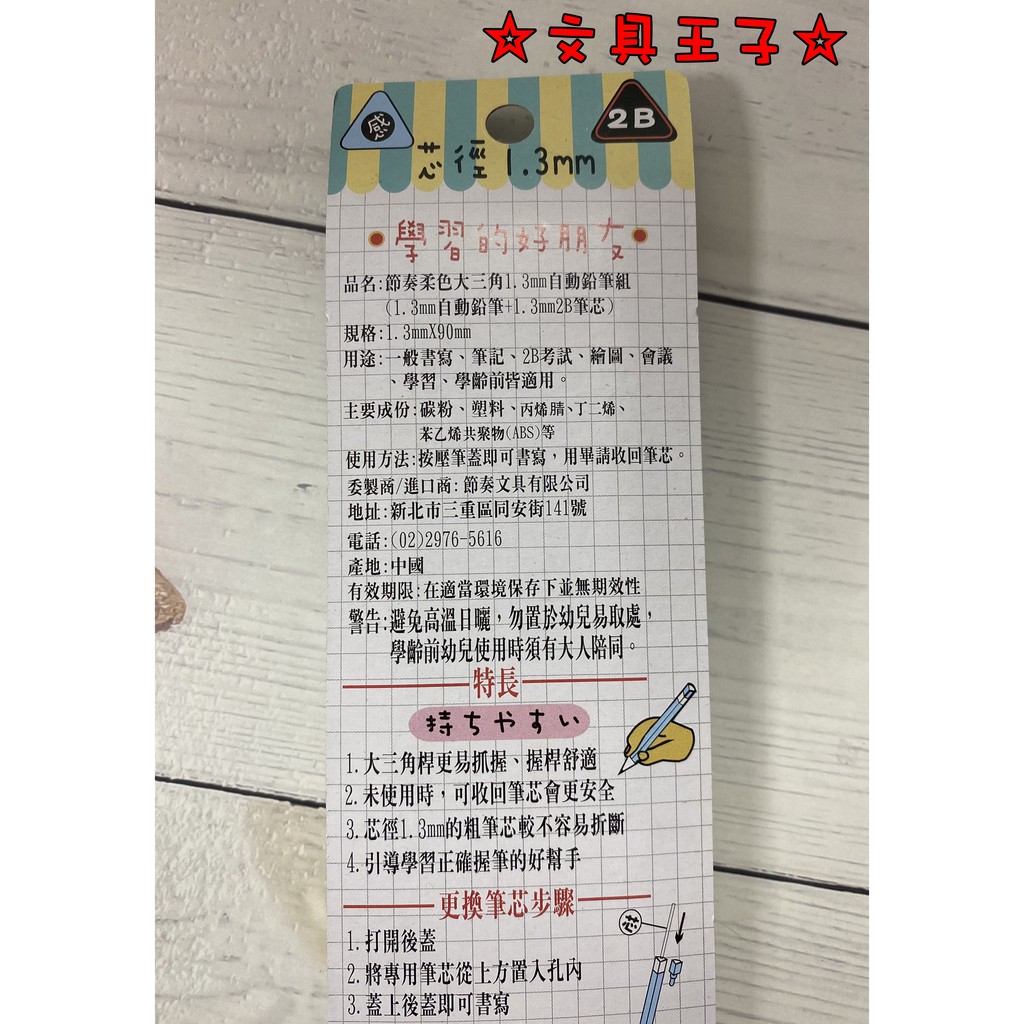 ☆文具王子☆
感
2B
芯徑1.3mm
學習的好朋友
品名:節奏柔色大三角1.3mm自動鉛筆組
(1.3mm自動鉛筆+1.3mm2B筆芯)
規格:1.3mmX90mm
用途:一般書寫、筆記、2B考試、繪圖、會議
、學習、學齡前皆適用。
主要成份:碳粉、塑料、丙烯腈、丁二烯、
苯乙烯共聚物(ABS)等
使用方法:按壓筆蓋即可書寫,用畢請收回筆芯。
委製商/進口商:節奏文具有限公司
地址:新北市三重區同安街141號
電話:(02)2976-5616
產地:中國
有效期限:在適當環境保存下並無期效性
警告:避免高溫日曬,勿置於幼兒易取處,
學齡前幼兒使用時須有大人陪同。
特長
持ちやすい
1.大三角桿更易抓握、握桿舒適
2.未使用時,可收回筆芯會更安全
3.芯徑1.3mm的粗筆芯較不容易折斷
4.引導學習正確握筆的好幫手
更換筆芯步驟
芯
1.打開後蓋
2.將專用筆芯從上方置入孔內
3.蓋上後蓋即可書寫